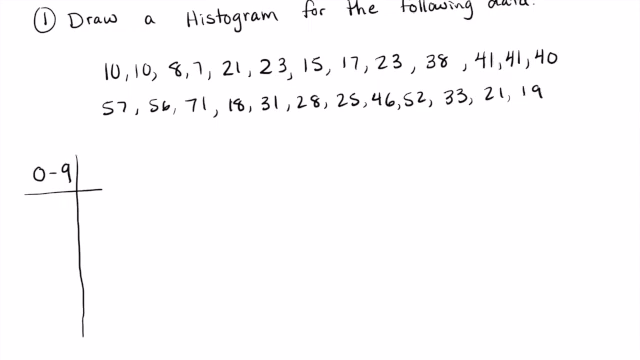 ① Draw a Histogram for the following data.
10, 10, 8, 7, 21, 23, 15, 17, 23, 38, 41, 41, 40
57, 56, 71, 18, 31, 28, 25, 46, 52, 33, 21, 19
0-9